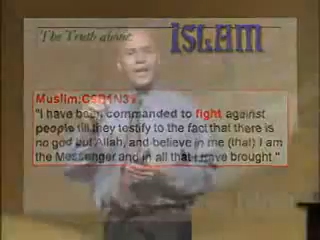 The Truth about
ISLAM
"I have been commanded to fight against
people till they testify to the fact that there is
no god but Allah, and believe in me (that) I am
the Messenger and in all that I have brought "